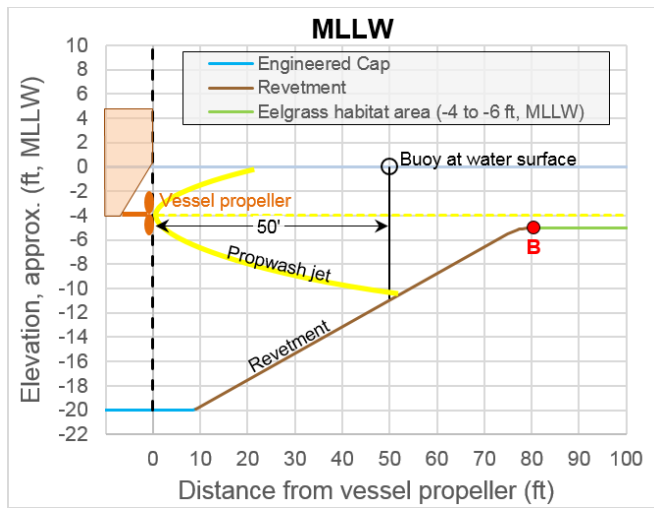 MLLW
Elevation, approx. (ft, MLLW)
10
8
6
4
2
0
-2
-4
-6
-8
-10
-12
-14
-16
-18
-20
-22
Engineered Cap
Revetment
Eelgrass habitat area (-4 to -6 ft, MLLW)
Buoy at water surface
Vessel propeller
50'
B
Propwash jet
Revetment
0
10
20
30
40
50
60
70
80
90
100
Distance from vessel propeller (ft)